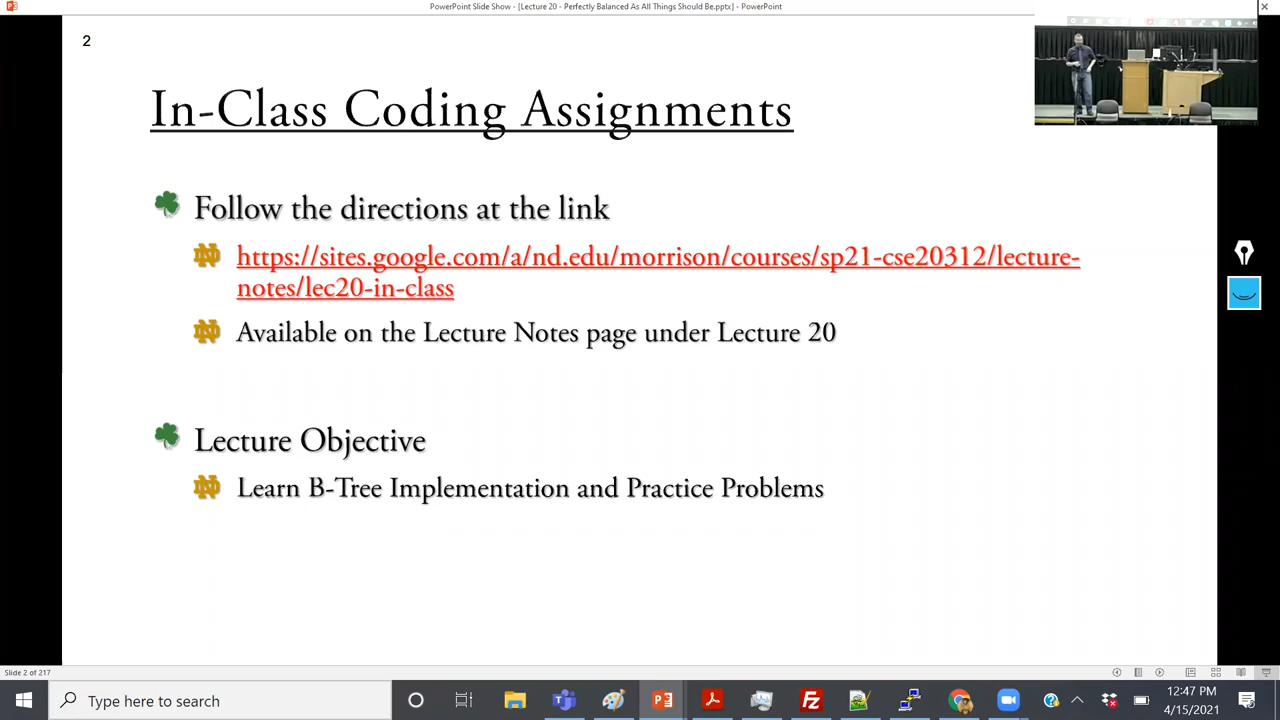 PowerPoint Slide Show - [Lecture 20 - Perfectly Balanced As All Things Should Be.pptx] - PowerPoint
2
In-Class Coding Assignments
Follow the directions at the link
https://sites.google.com/a/nd.edu/morrison/courses/sp21-cse20312/lecture-
notes/lec20-in-class
Available on the Lecture Notes page under Lecture 20
Lecture Objective
Learn B-Tree Implementation and Practice Problems
Slide 2 of 217
Type here to search
12:47 PM
4/15/2021